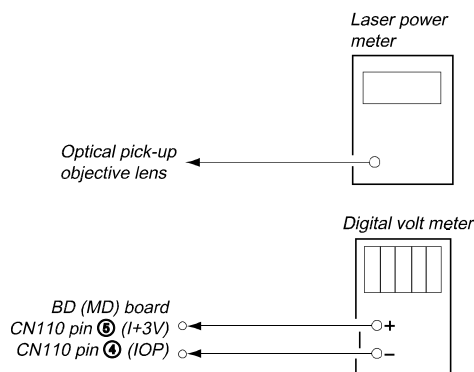 Laser power
meter
Optical pick-up
objective lens
Digital volt meter
BD (MD) board
CN110 pin ⑤ (I+3V)
+
CN110 pin ④ (IOP)
–